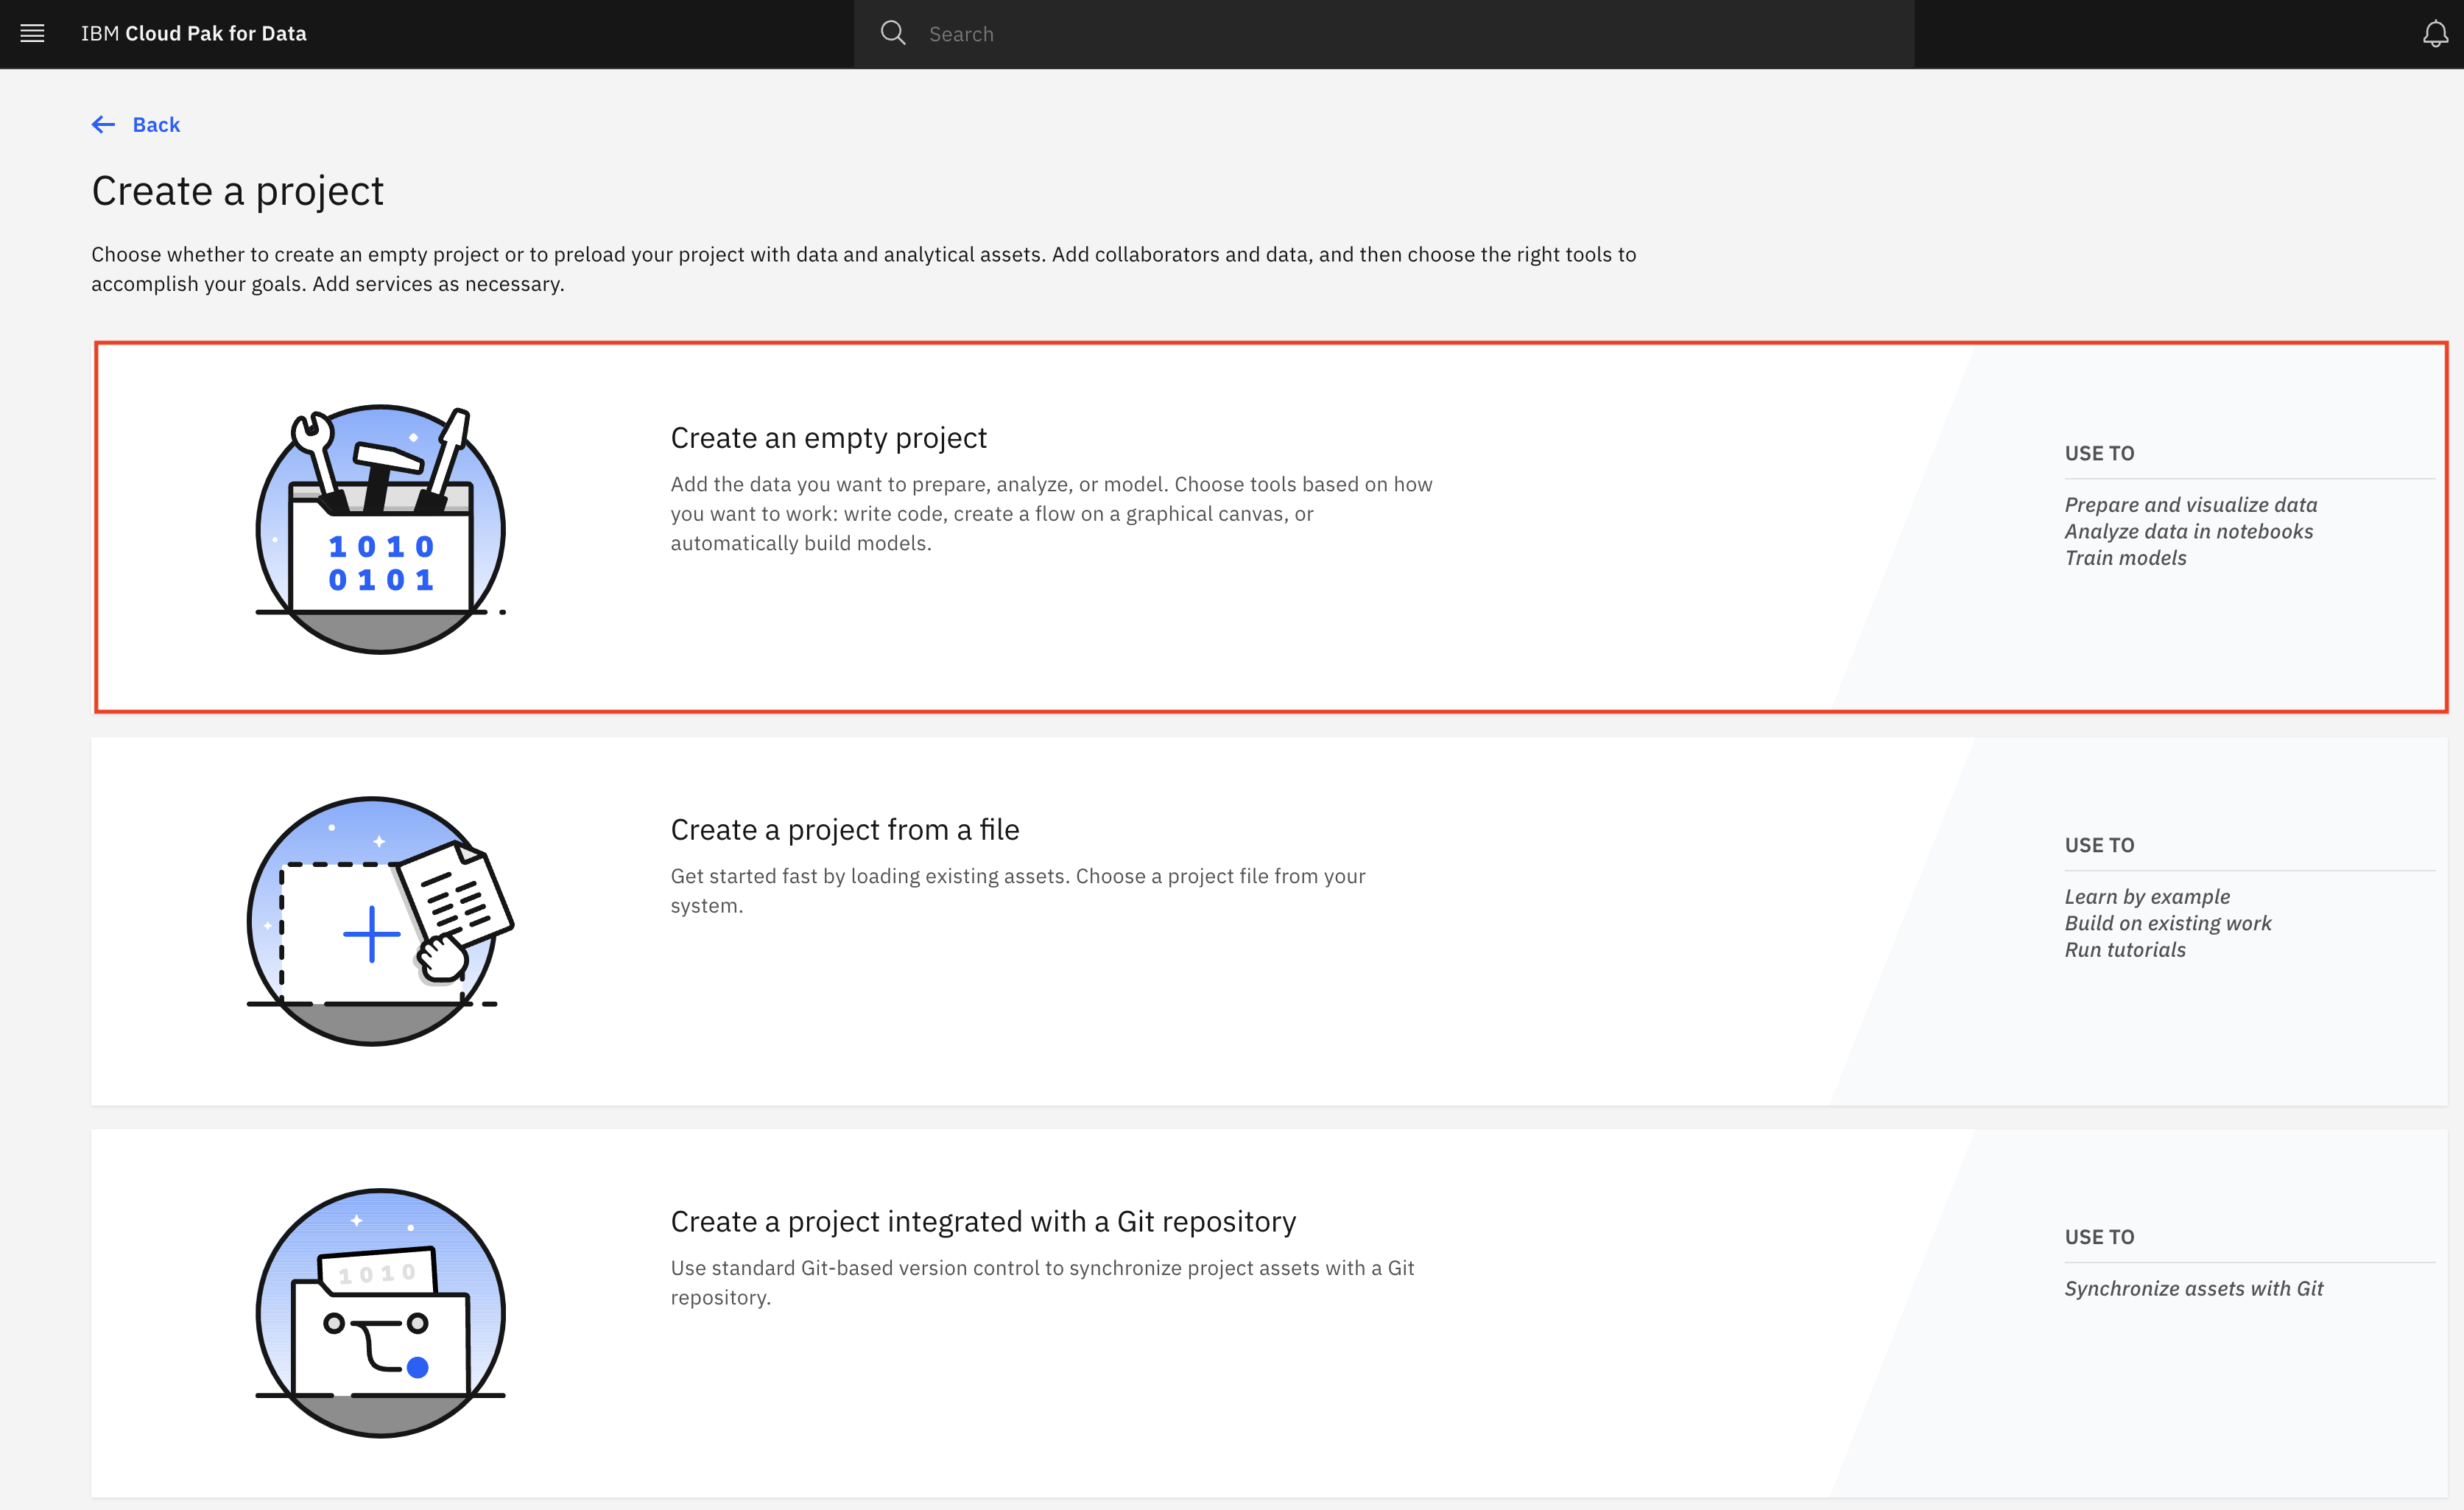 IBM Cloud Pak for Data
Search
Back
Create a project
Choose whether to create an empty project or to preload your project with data and analytical assets. Add collaborators and data, and then choose the right tools to
accomplish your goals. Add services as necessary.
1 0 1 0
0 1 0 1
Create an empty project
Add the data you want to prepare, analyze, or model. Choose tools based on how
you want to work: write code, create a flow on a graphical canvas, or
automatically build models.
USE TO
Prepare and visualize data
Analyze data in notebooks
Train models
Create a project from a file
Get started fast by loading existing assets. Choose a project file from your
system.
USE TO
Learn by example
Build on existing work
Run tutorials
1 0 1 0
Create a project integrated with a Git repository
Use standard Git-based version control to synchronize project assets with a Git
repository.
USE TO
Synchronize assets with Git